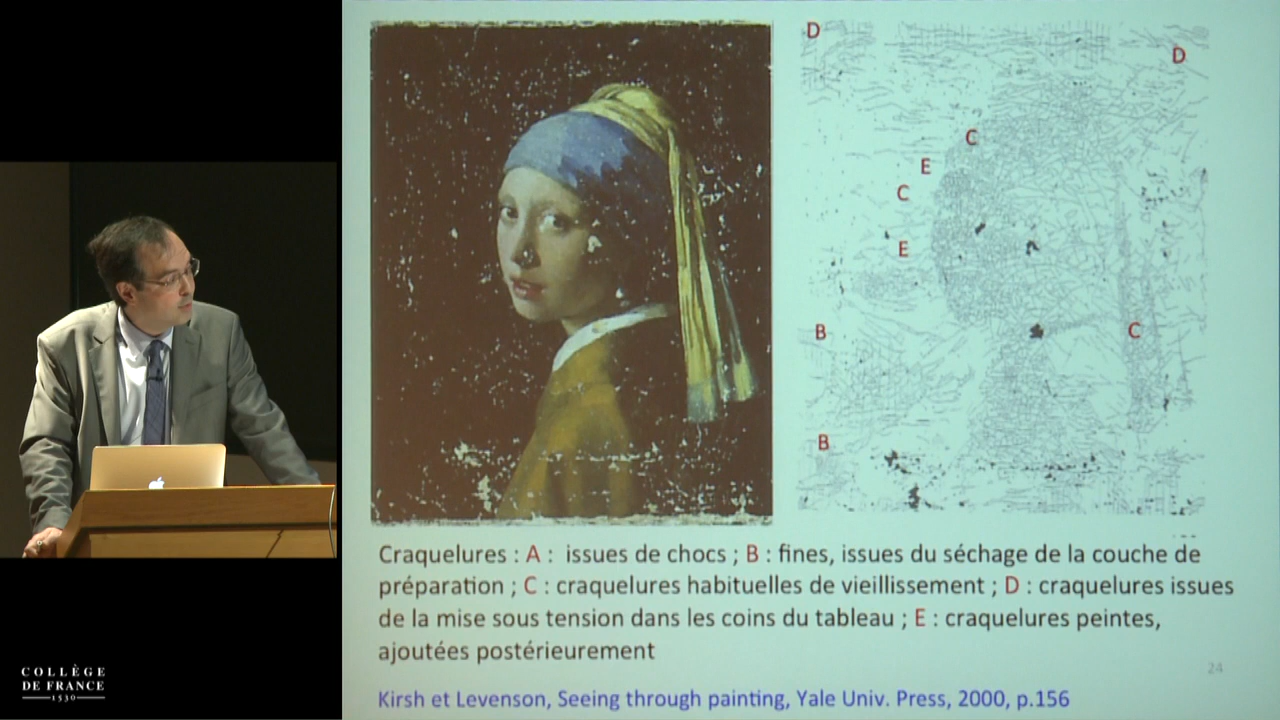 D
D
C
E
C
E
B
C
B
Craquelures : A : issues de chocs ; B : fines, issues du séchage de la couche de
préparation ; C : craquelures habituelles de vieillissement ; D : craquelures issues
de la mise sous tension dans les coins du tableau ; E : craquelures peintes,
ajoutées postérieurement
24
Kirsh et Levenson, Seeing through painting, Yale Univ. Press, 2000, p.156
COLLÈGE
DE FRANCE
1530